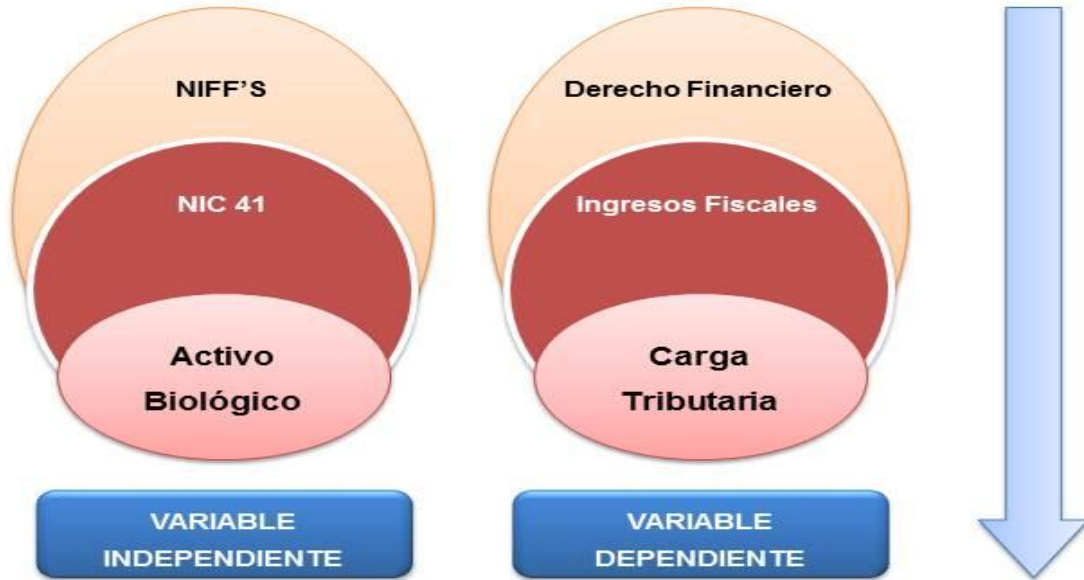 NIFF'S
NIC 41
Activo
Biológico
VARIABLE
INDEPENDIENTE
Derecho Financiero
Ingresos Fiscales
Carga
Tributaria
VARIABLE
DEPENDIENTE